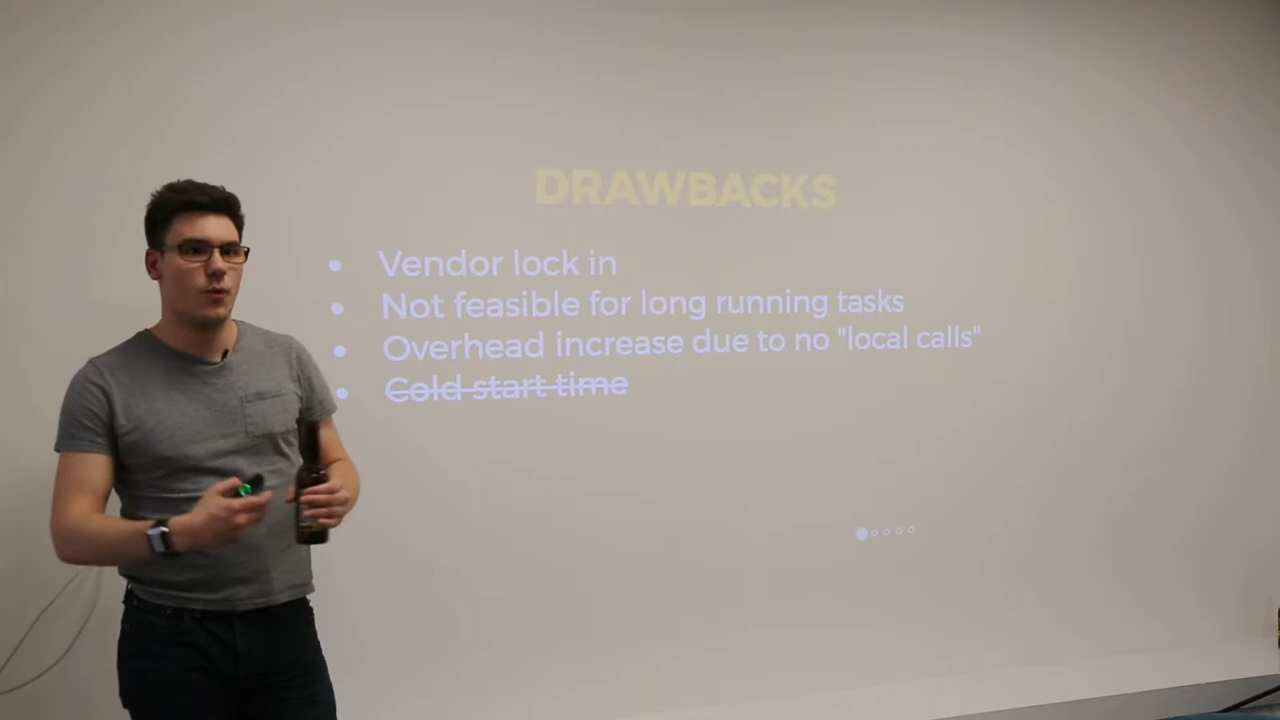 DRAWBACKS
• Vendor lock in
• Not feasible for long running tasks
• Overhead increase due to no "local calls"
• Cold start time